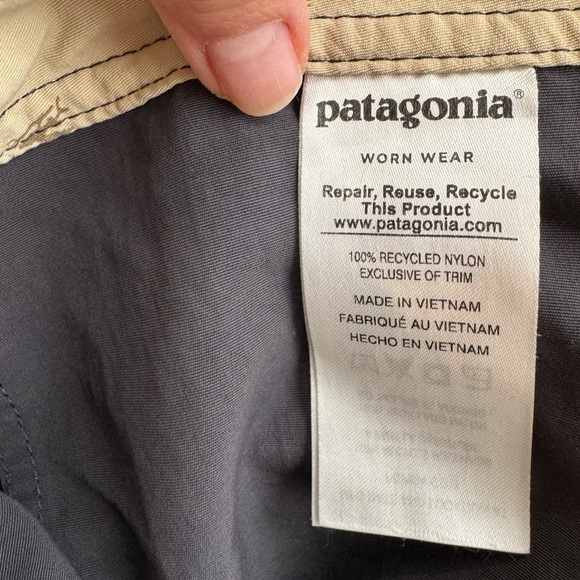 patagonia®
WORN WEAR
Repair, Reuse, Recycle
This Product
www.patagonia.com
100% RECYCLED NYLON
EXCLUSIVE OF TRIM
MADE IN VIETNAM
FABRIQUÉ AU VIETNAM
HECHO EN VIETNAM